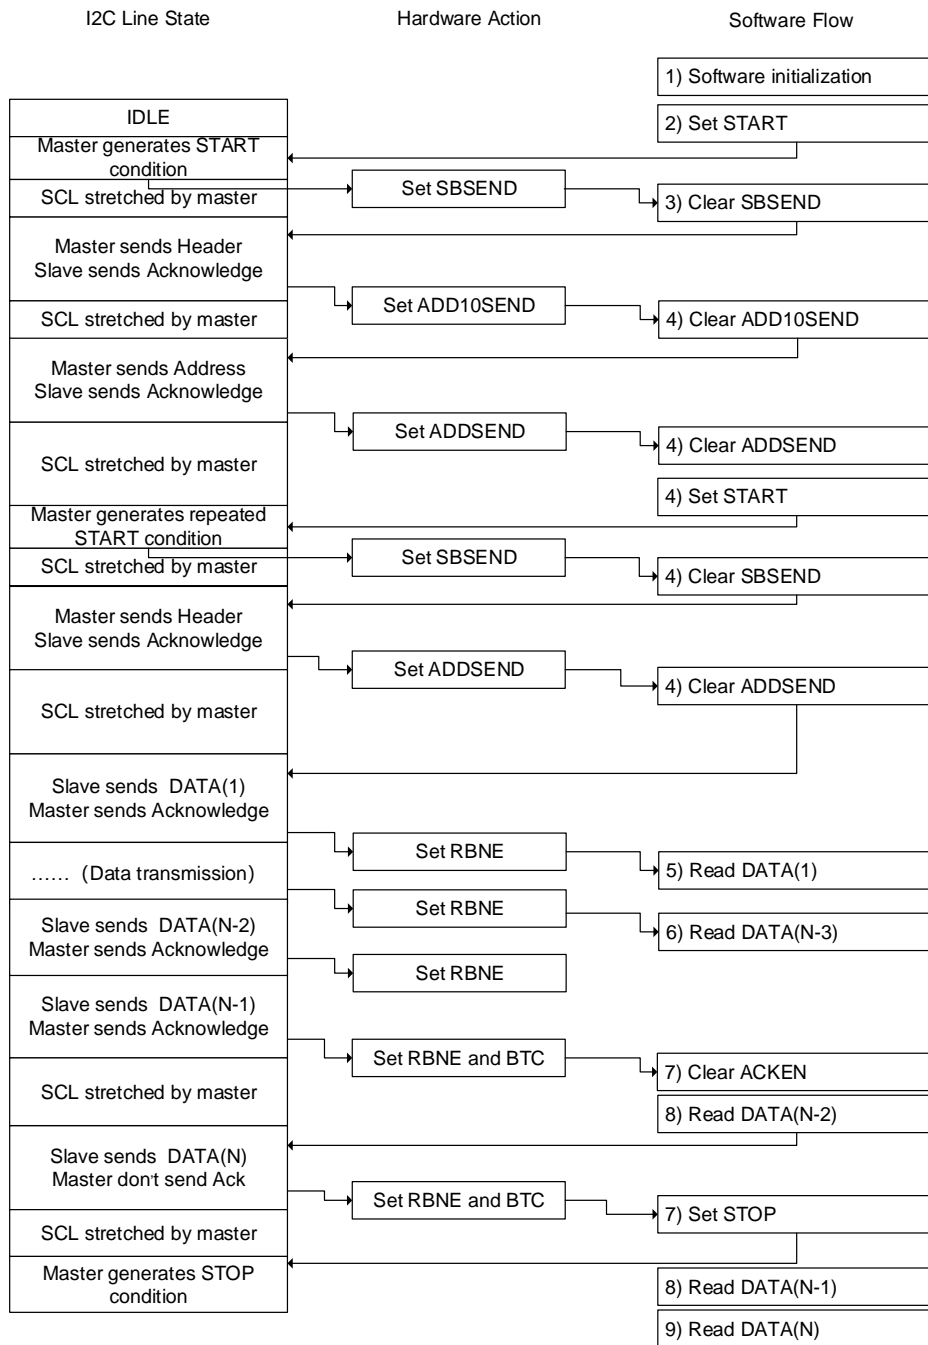 I2C Line State
Hardware Action
Software Flow
1) Software initialization
IDLE
2) Set START
Master generates START
condition
SCL stretched by master
Set SBSEND
3) Clear SBSEND
Master sends Header
Slave sends Acknowledge
Set ADD10SEND
SCL stretched by master
4) Clear ADD10SEND
Master sends Address
Slave sends Acknowledge
Set ADDSEND
4) Clear ADDSEND
SCL stretched by master
4) Set START
Master generates repeated
START condition
Set SBSEND
SCL stretched by master
4) Clear SBSEND
Master sends Header
Slave sends Acknowledge
Set ADDSEND
4) Clear ADDSEND
SCL stretched by master
Slave sends DATA(1)
Master sends Acknowledge
Set RBNE
5) Read DATA(1)
…… (Data transmission)
Set RBNE
6) Read DATA(N-3)
Slave sends DATA(N-2)
Master sends Acknowledge
Set RBNE
Slave sends DATA(N-1)
Master sends Acknowledge
Set RBNE and BTC
7) Clear ACKEN
SCL stretched by master
8) Read DATA(N-2)
Slave sends DATA(N)
Master don't send Ack
Set RBNE and BTC
7) Set STOP
SCL stretched by master
Master generates STOP
condition
8) Read DATA(N-1)
9) Read DATA(N)